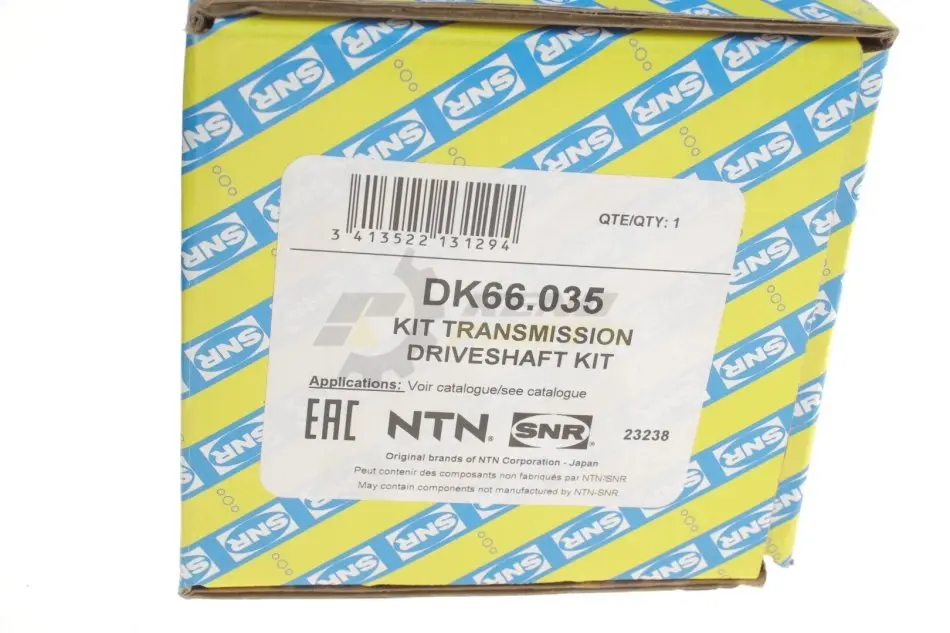 QTE/QTY: 1
3 413522 131294
DK66.035
KIT TRANSMISSION
DRIVESHAFT KIT
Applications: Voir catalogue/see catalogue
EAC NTN® SNR® 23238
Original brands of NTN Corporation - Japan
Peut contenir des composants non fabriqués par NTN-SNR
May contain components not manufactured by NTN-SNR
SNR